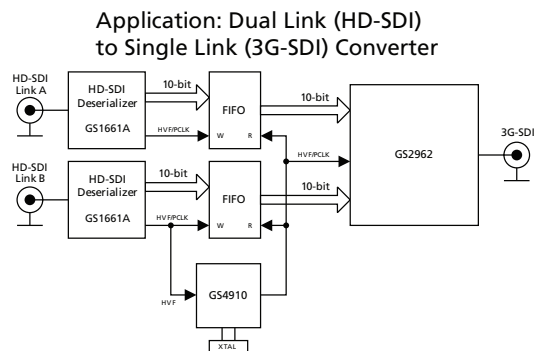 Application: Dual Link (HD-SDI)
to Single Link (3G-SDI) Converter
HD-SDI
Link A
HD-SDI
Deserializer
GS1661A
10-bit
HVF/PCLK
FIFO
W R
10-bit
HVF/PCLK
GS2962
3G-SDI
HD-SDI
Link B
HD-SDI
Deserializer
GS1661A
10-bit
HVF/PCLK
FIFO
W R
10-bit
HVF
GS4910
XTAL